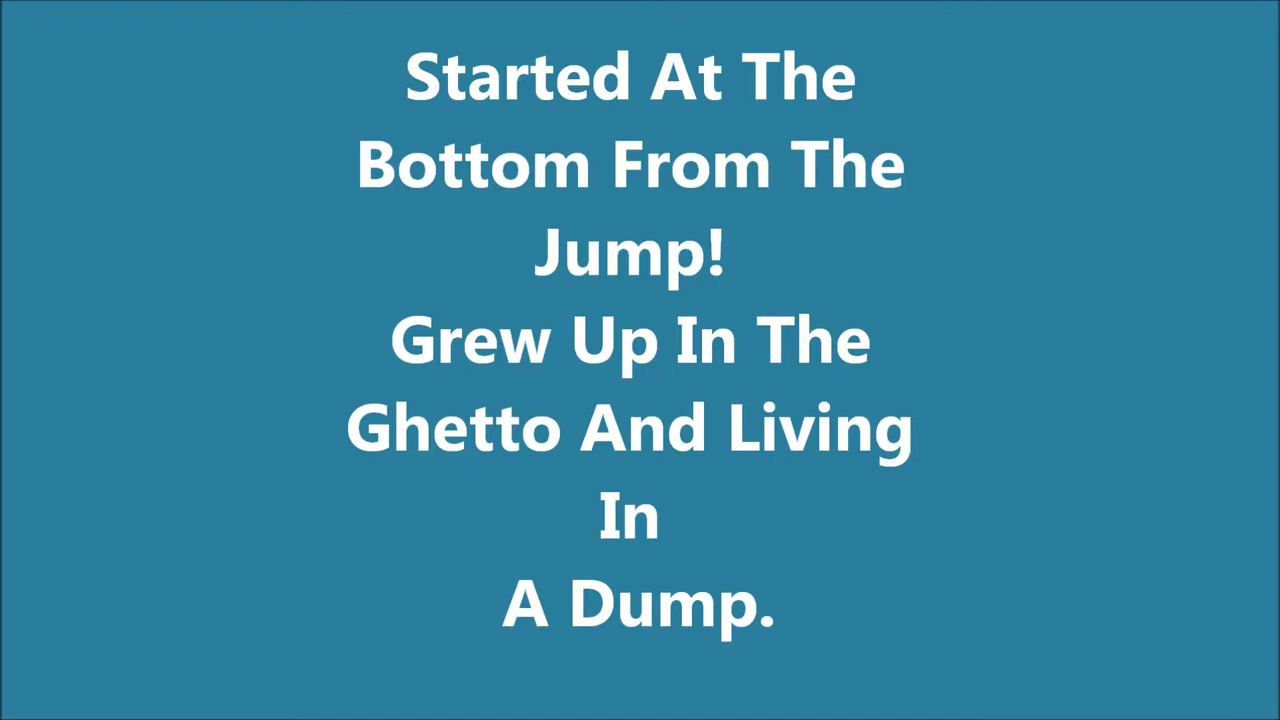 Started At The
Bottom From The
Jump!
Grew Up In The
Ghetto And Living
In
A Dump.